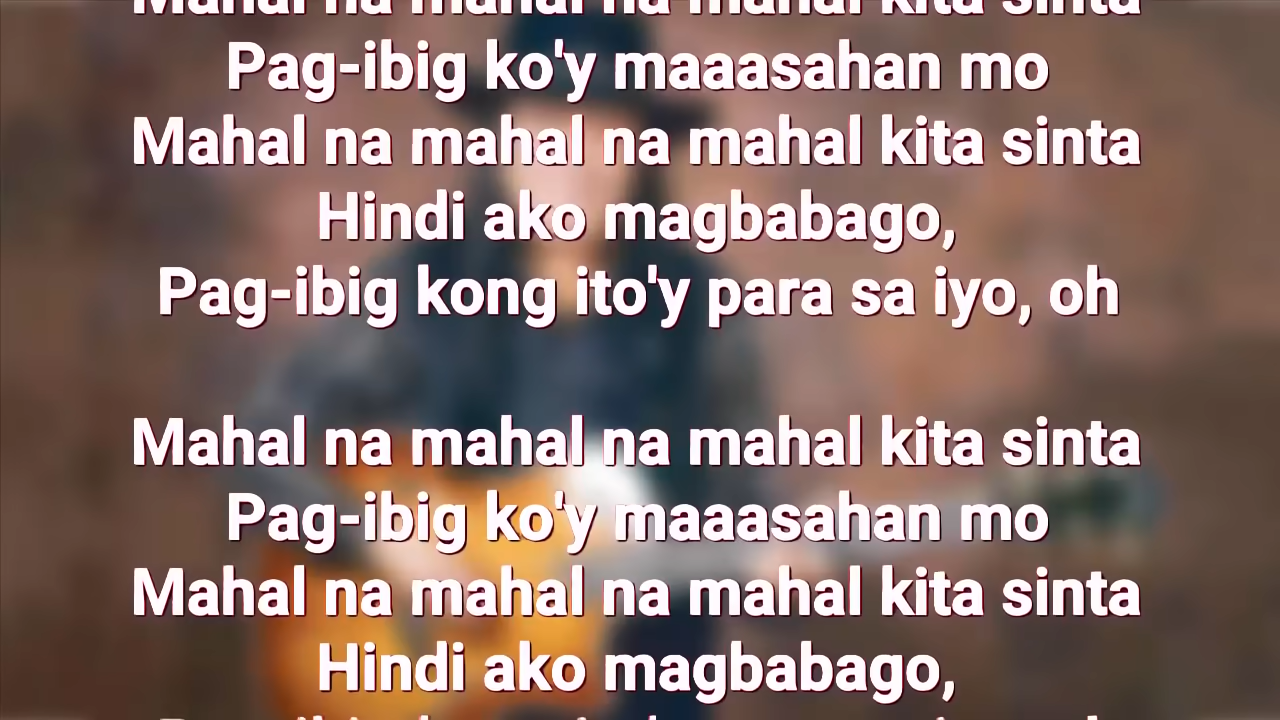 Mahal na mahal na mahal kita sinta
Pag-ibig ko'y maaasahan mo
Mahal na mahal na mahal kita sinta
Hindi ako magbabago,
Pag-ibig kong ito'y para sa iyo, oh
Mahal na mahal na mahal kita sinta
Pag-ibig ko'y maaasahan mo
Mahal na mahal na mahal kita sinta
Hindi ako magbabago,